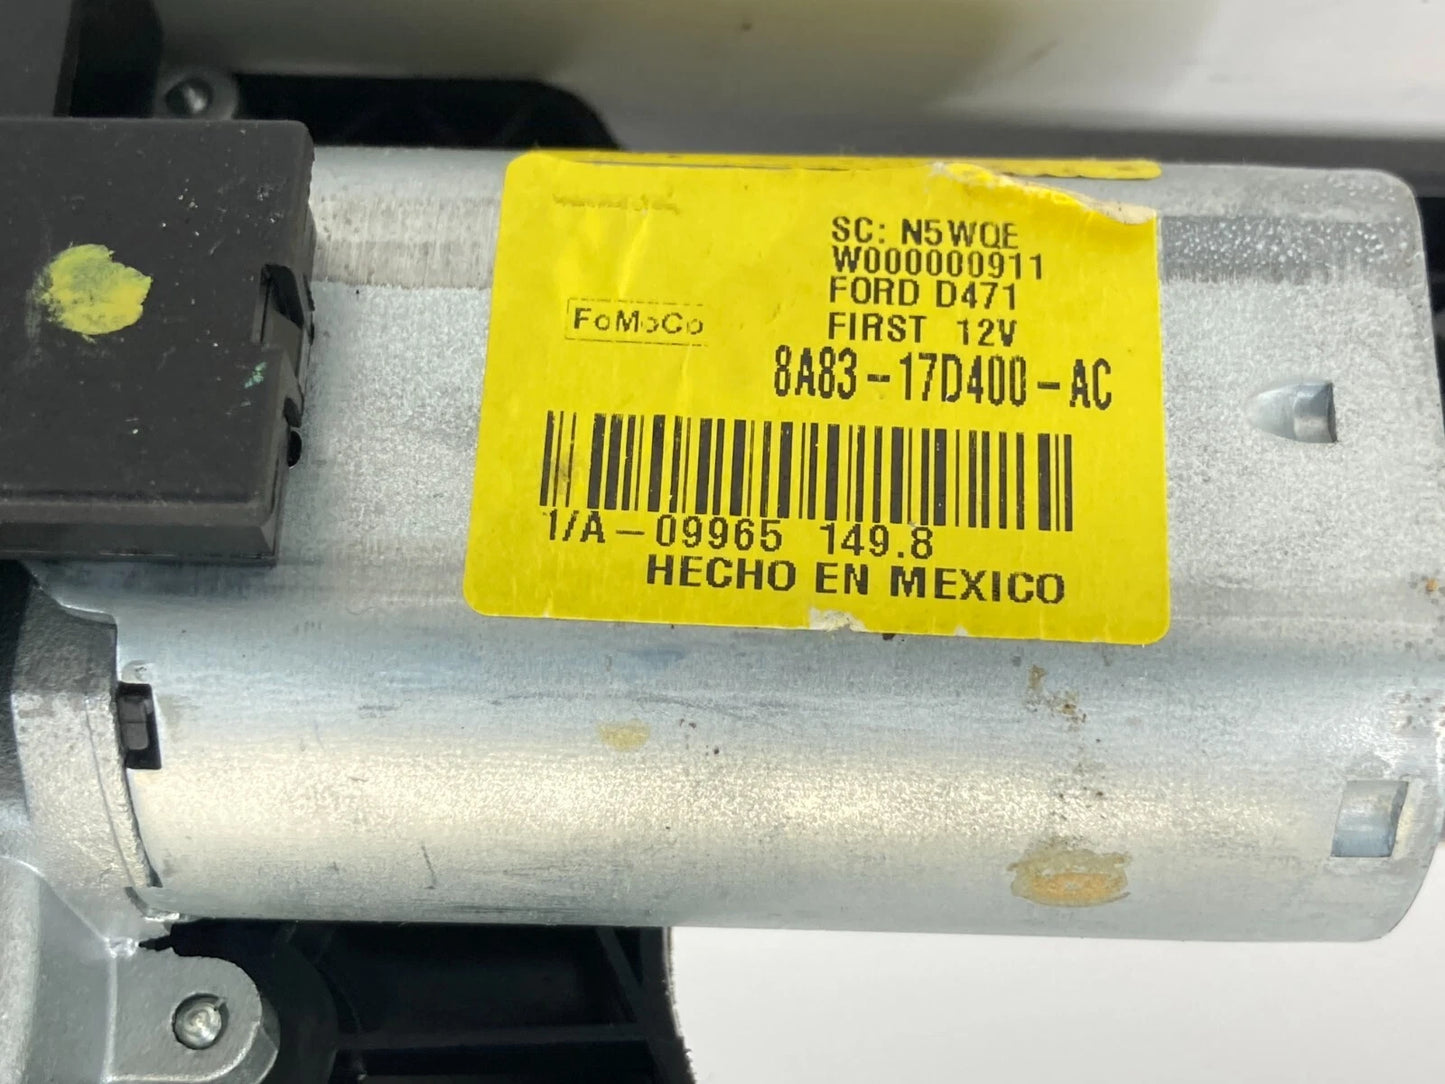 SC: N5WQE
W000000911
FORD D471
FoMoCo
FIRST 12V
8A83-17D400-AC
1/A-09965 149.8
HECHO EN MEXICO